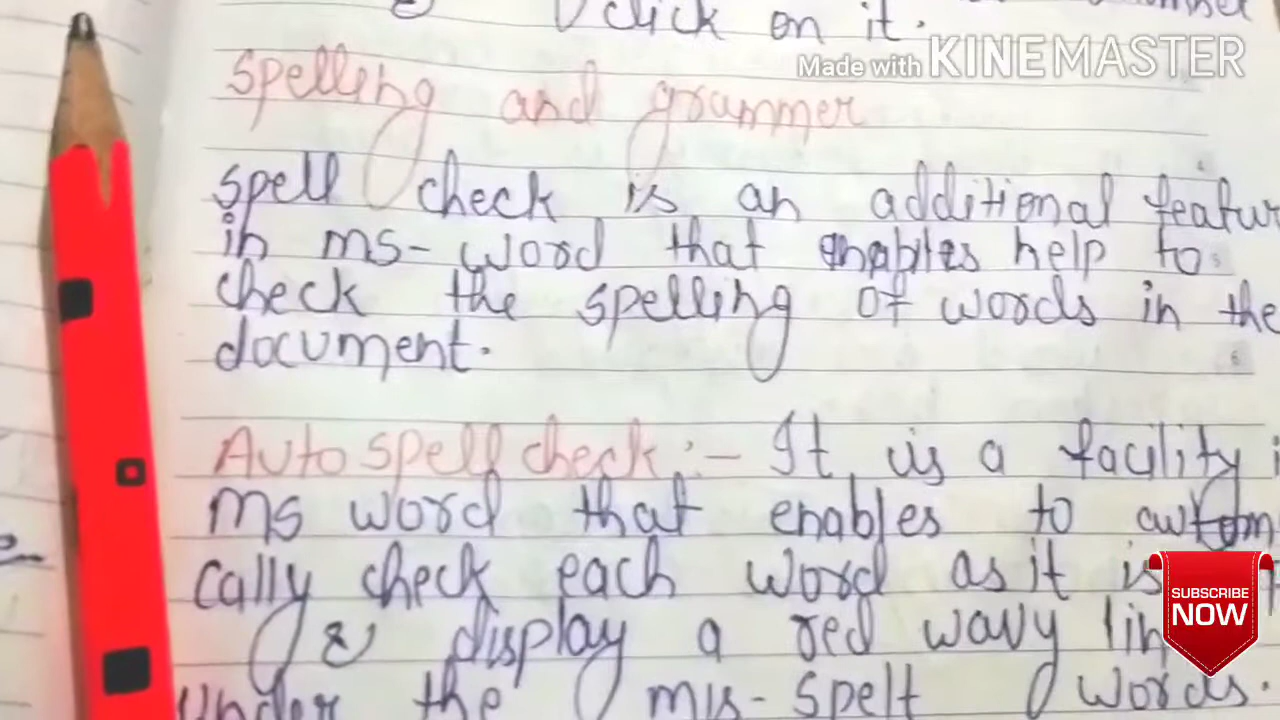 click on it.
Made with KINEMASTER
Spelling and grammer
Spell check is an additional featur
in ms-word that enables help to
check the spelling of words in the
document.
Auto spell check :- It is a facility i
MS word that enables to autom
cally check each word as it is
& display a red wavy lin
SUBSCRIBE
NOW
under the mis-spelt words.